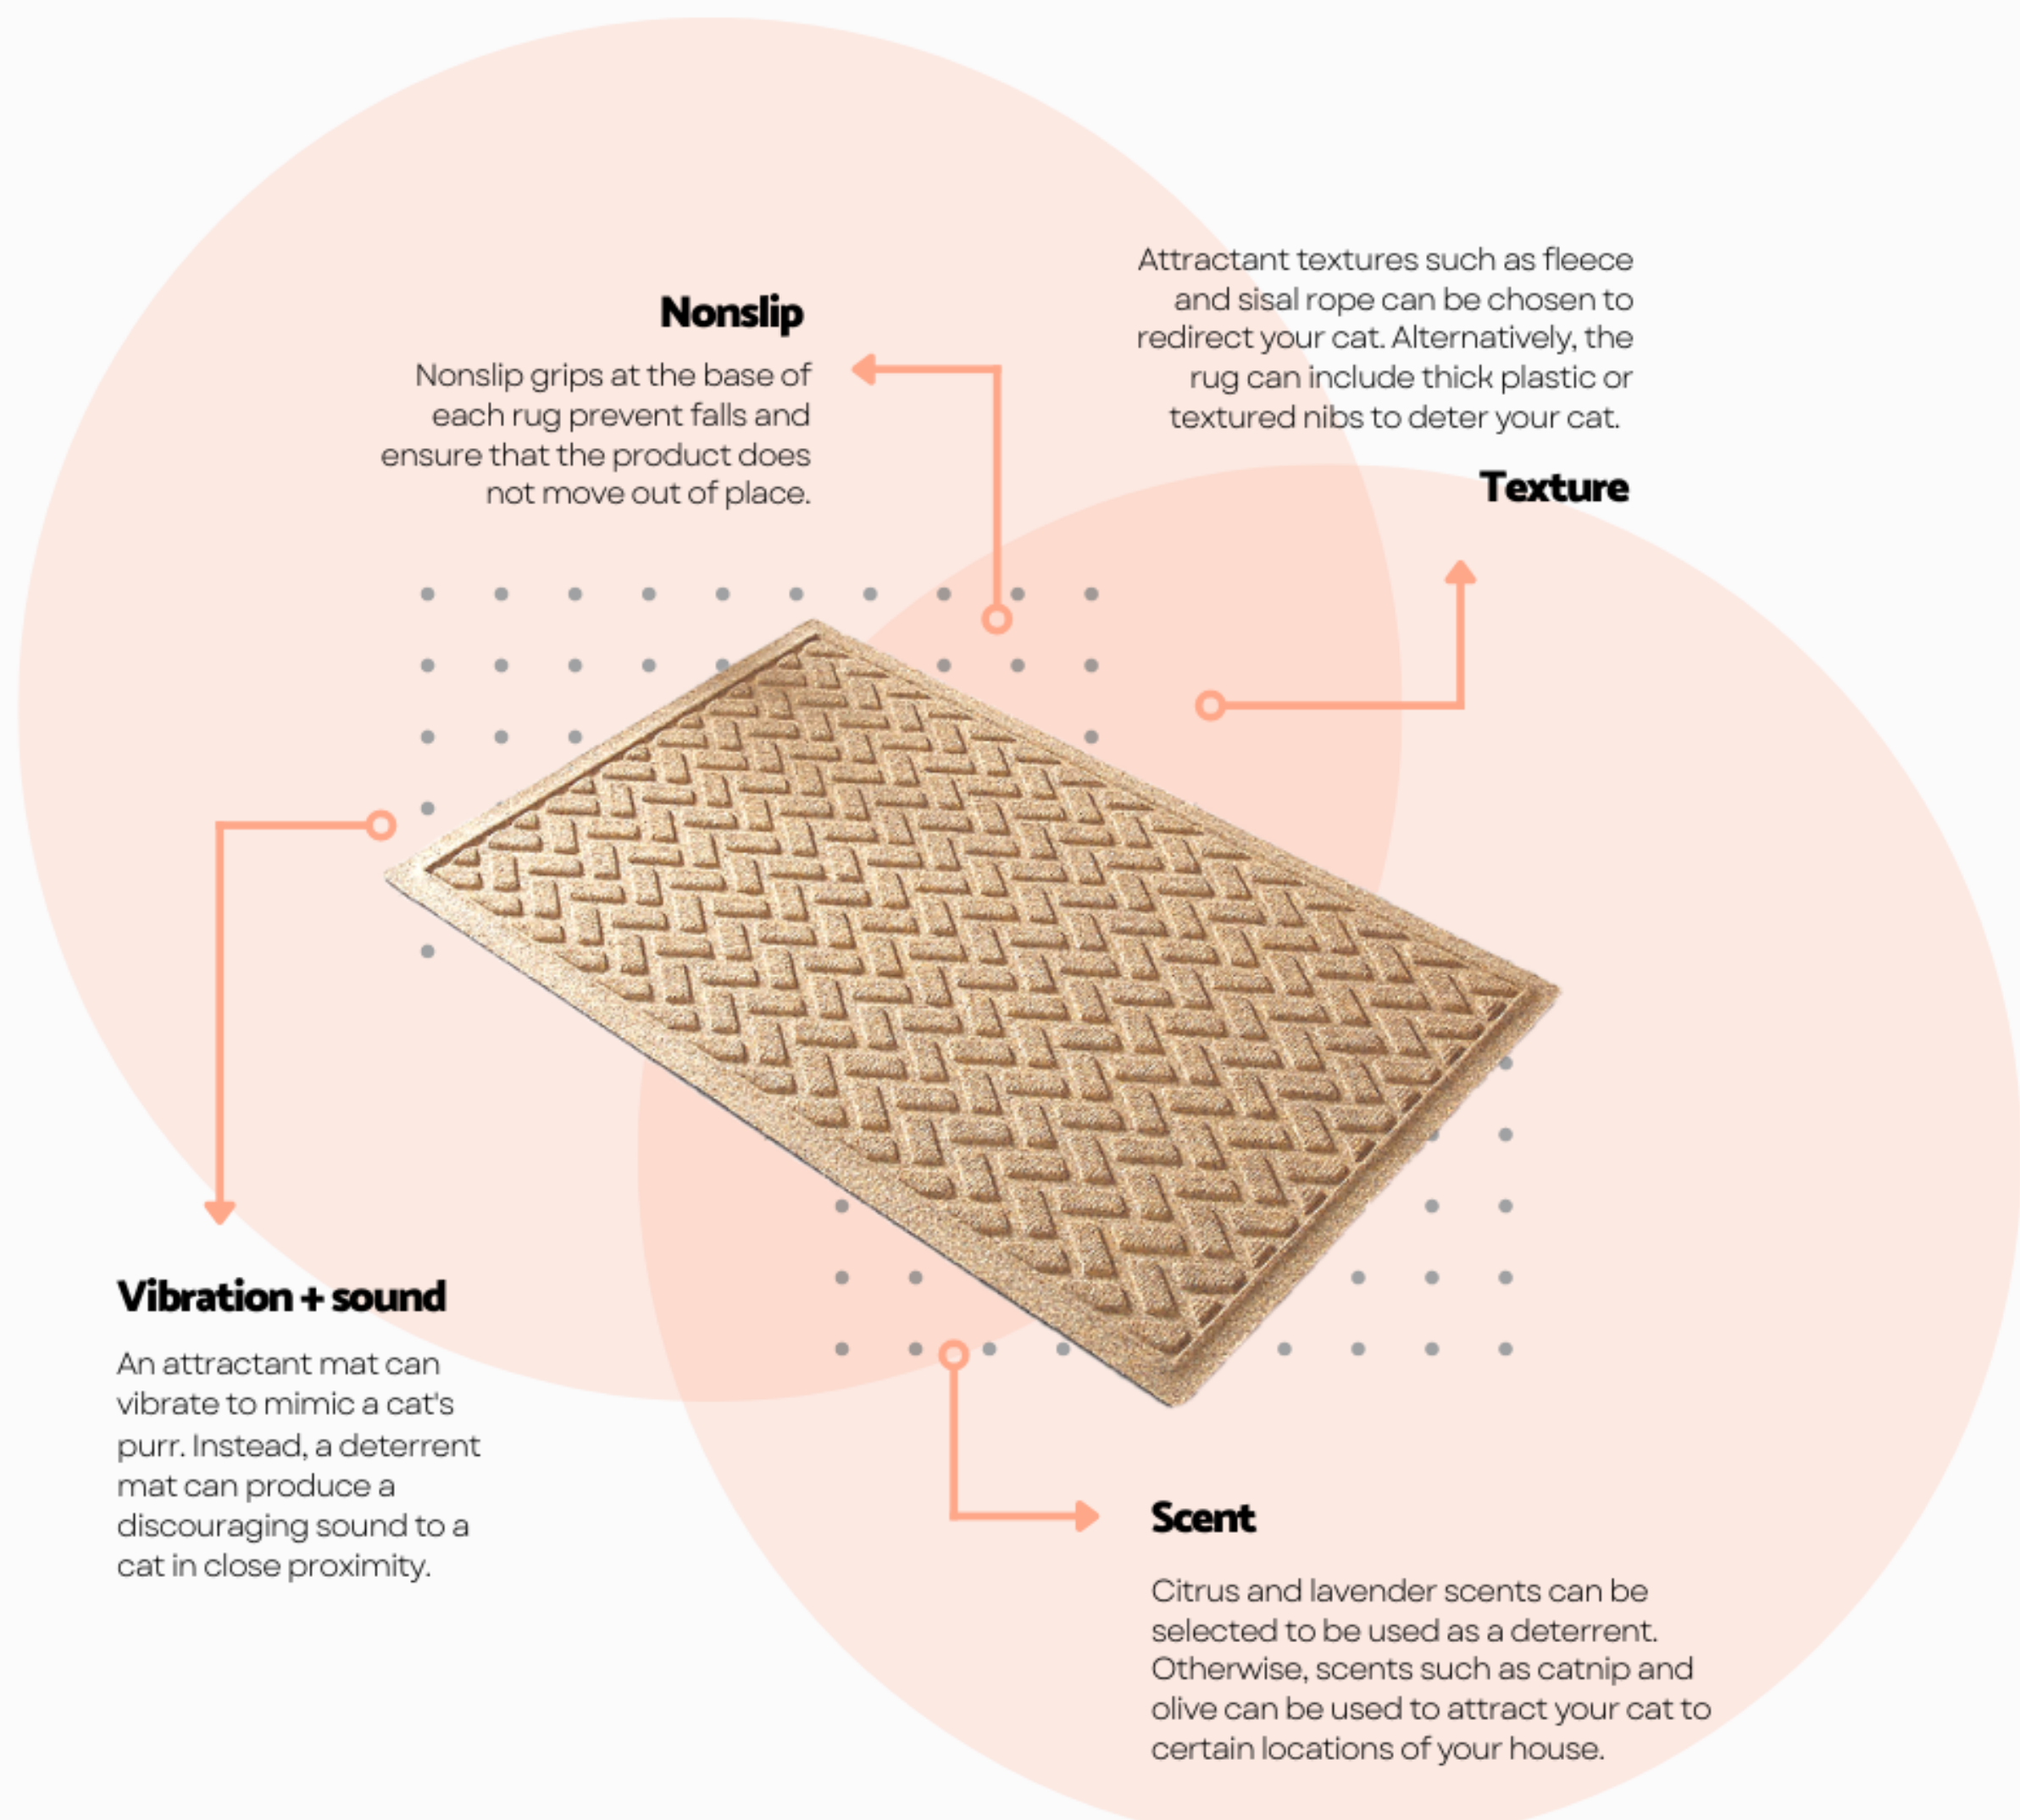 Nonslip
Nonslip grips at the base of
each rug prevent falls and
ensure that the product does
not move out of place.
Attractant textures such as fleece
and sisal rope can be chosen to
redirect your cat. Alternatively, the
rug can include thick plastic or
textured nibs to deter your cat.
Texture
Vibration + sound
An attractant mat can
vibrate to mimic a cat's
purr. Instead, a deterrent
mat can produce a
discouraging sound to a
cat in close proximity.
Scent
Citrus and lavender scents can be
selected to be used as a deterrent.
Otherwise, scents such as catnip and
olive can be used to attract your cat to
certain locations of your house.